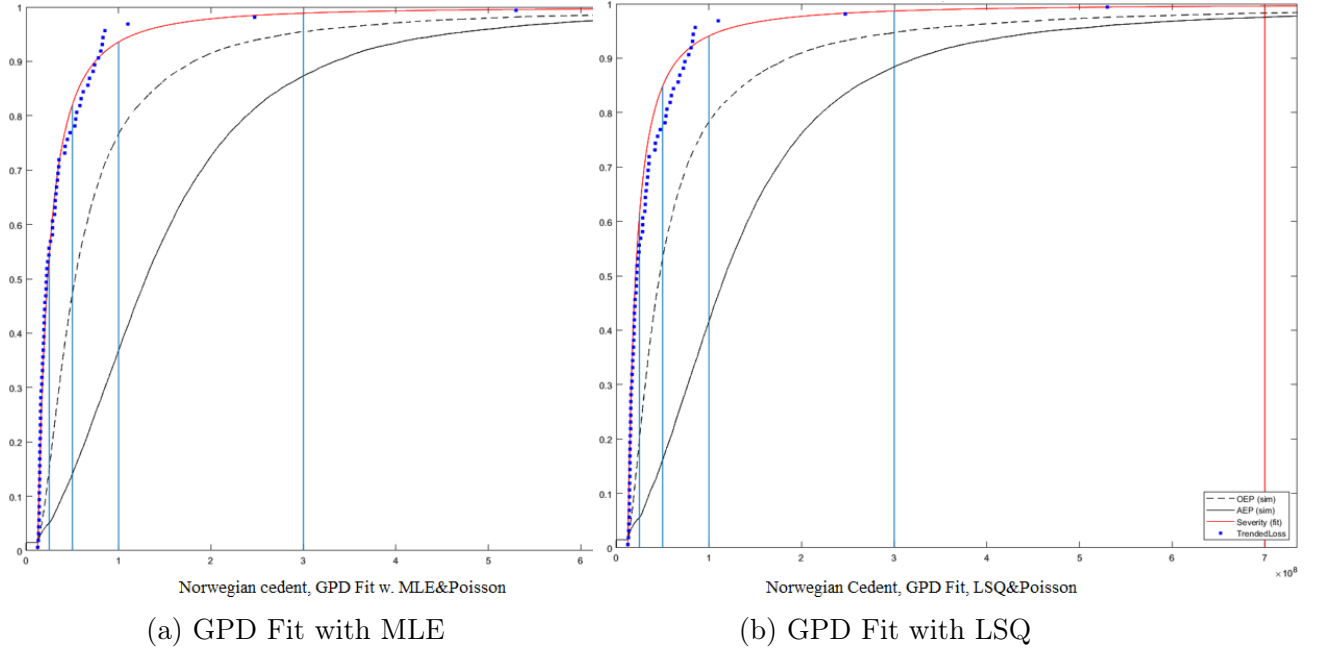 1
0.9
0.8
0.7
0.6
0.5
0.4
0.3
0.2
0.1
0
0 1 2 3 4 5 6
Norwegian cedent, GPD Fit w. MLE&Poisson
(a) GPD Fit with MLE
1
0.9
0.8
0.7
0.6
0.5
0.4
0.3
0.2
0.1
0
OEP (sim)
AEP (sim)
Severity (fit)
TrendedLoss
0 1 2 3 4 5 6 7
×10⁸
Norwegian Cedent, GPD Fit, LSQ&Poisson
(b) GPD Fit with LSQ